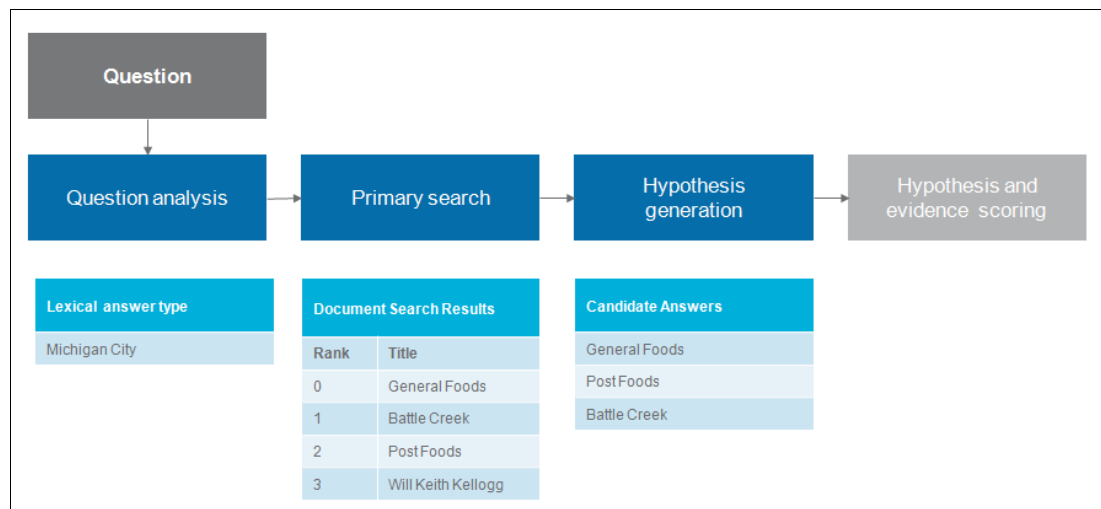 Question
Question analysis
Primary search
Hypothesis
generation
Hypothesis and
evidence scoring
Lexical answer type
Michigan City
Document Search Results
Rank Title
0 General Foods
1 Battle Creek
2 Post Foods
3 Will Keith Kellogg
Candidate Answers
General Foods
Post Foods
Battle Creek